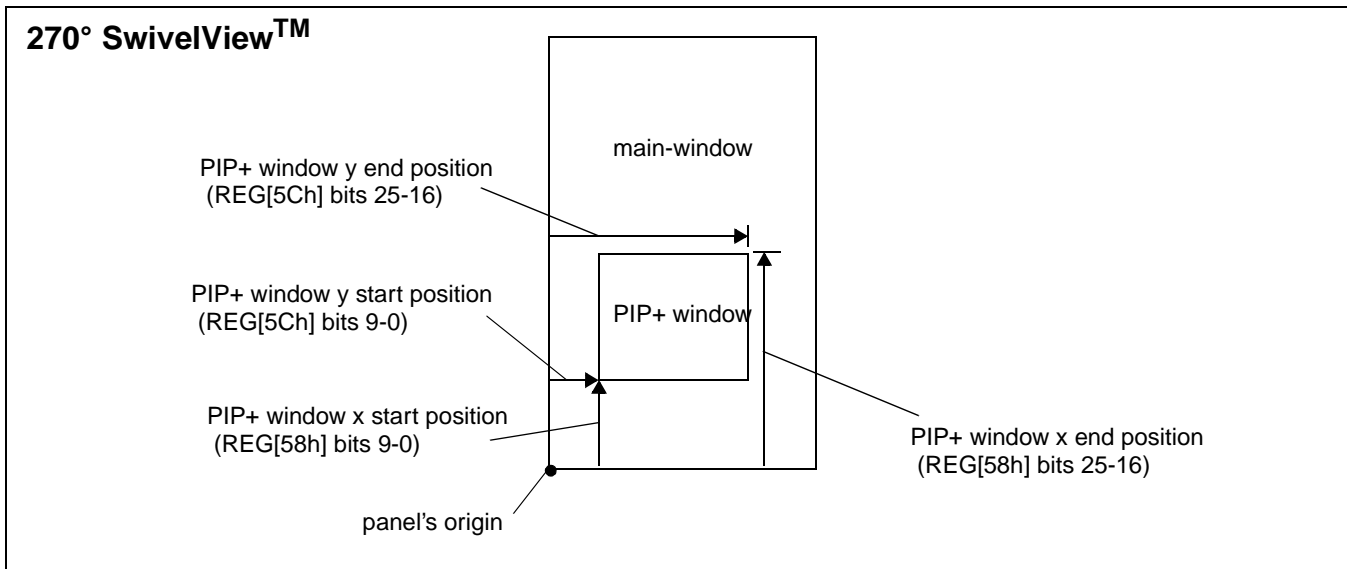 270° SwivelView™
main-window
PIP+ window y end position
(REG[5Ch] bits 25-16)
PIP+ window y start position
(REG[5Ch] bits 9-0)
PIP+ window
PIP+ window x start position
(REG[58h] bits 9-0)
PIP+ window x end position
(REG[58h] bits 25-16)
panel's origin